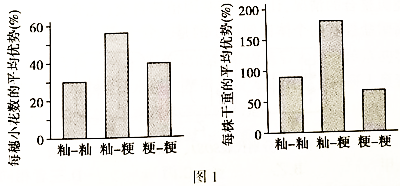 每穗小花数的平均优势(%)
60
40
20
0
籼-籼 籼-粳 粳-粳
每株干重的平均优势(%)
200
150
100
50
0
籼-籼 籼-粳 粳-粳
图1